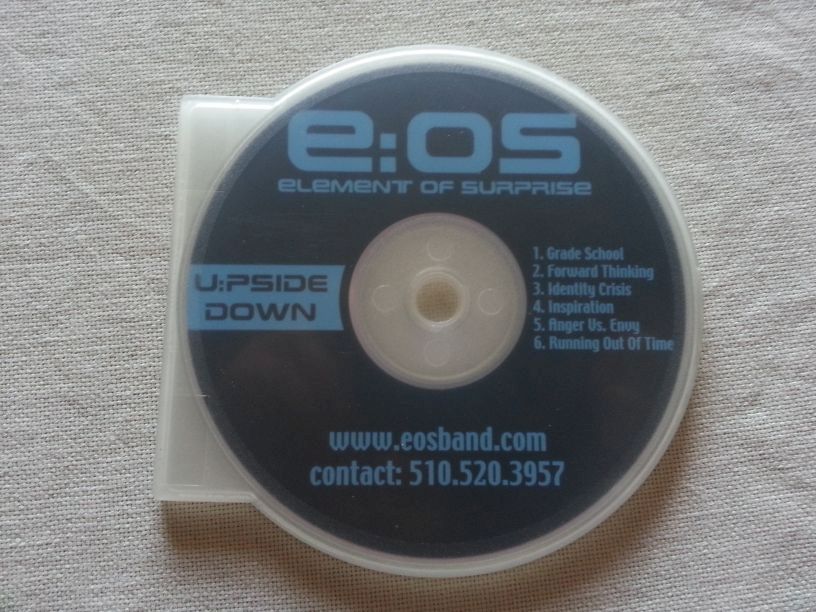 e:os
ELEMENT OF SURPRISE
U:PSIDE
DOWN
1. Grade School
2. Forward Thinking
3. Identity Crisis
4. Inspiration
5. Anger Vs. Envy
6. Running Out Of Time
www.eosband.com
contact: 510.520.3957